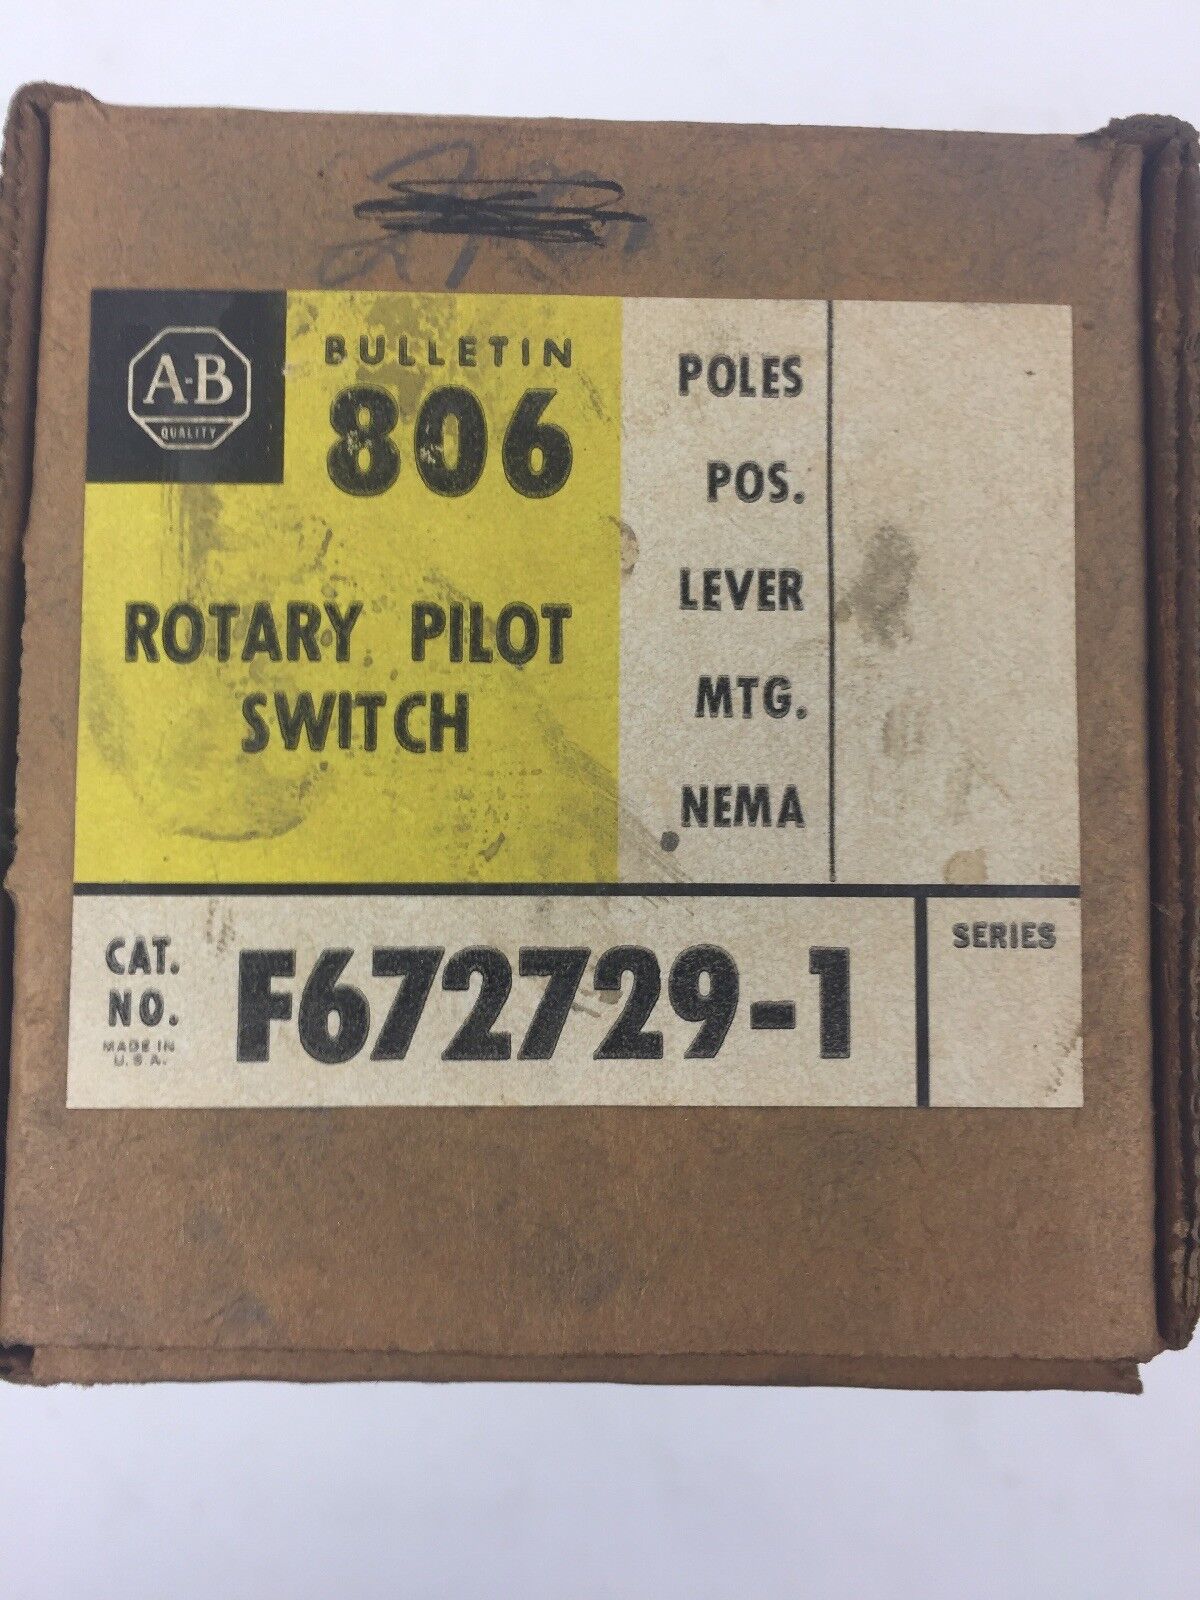 A-B
QUALITY
BULLETIN
806
ROTARY PILOT
SWITCH
POLES
POS.
LEVER
MTG.
NEMA
CAT.
NO.
MADE IN
U.S.A.
F672729-1
SERIES